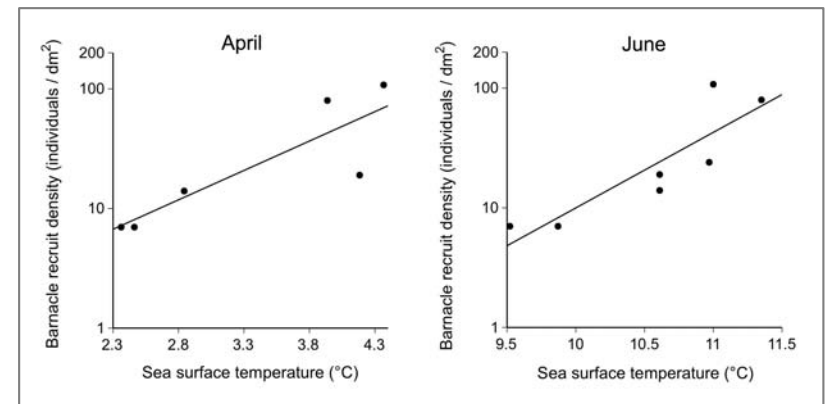 April
Barnacle recruit density (individuals / dm²)
200
100
10
1
2.3 2.8 3.3 3.8 4.3
Sea surface temperature (°C)
June
Barnacle recruit density (individuals / dm²)
200
100
10
1
9.5 10 10.5 11 11.5
Sea surface temperature (°C)